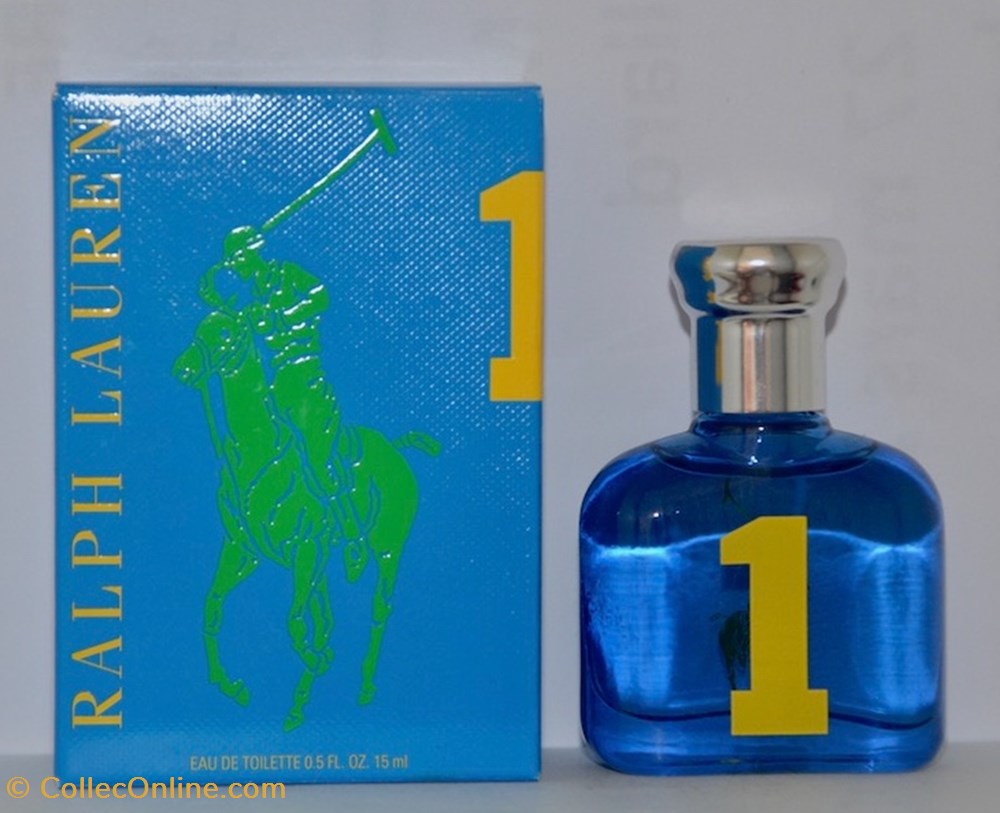 RALPH LAUREN
1
EAU DE TOILETTE 0.5 FL. OZ. 15 ml
1
© CollecOnline.com